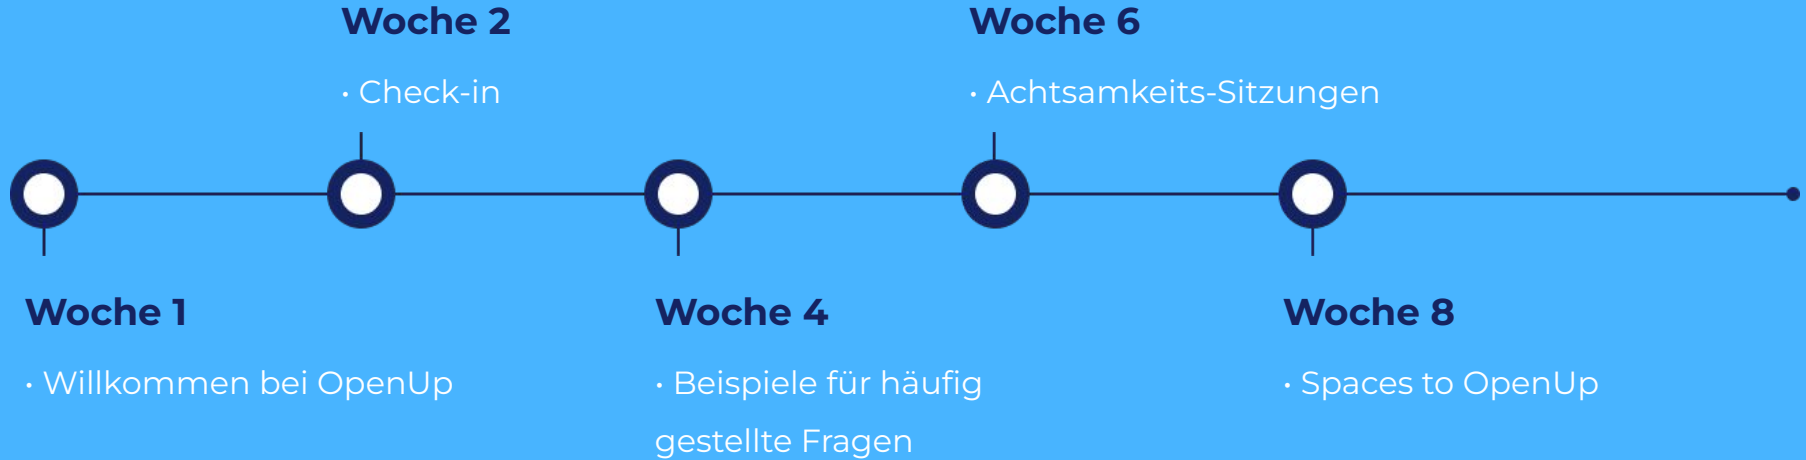 Woche 2
• Check-in
Woche 6
• Achtsamkeits-Sitzungen
Woche 1
• Willkommen bei OpenUp
Woche 4
• Beispiele für häufig
gestellte Fragen
Woche 8
• Spaces to OpenUp